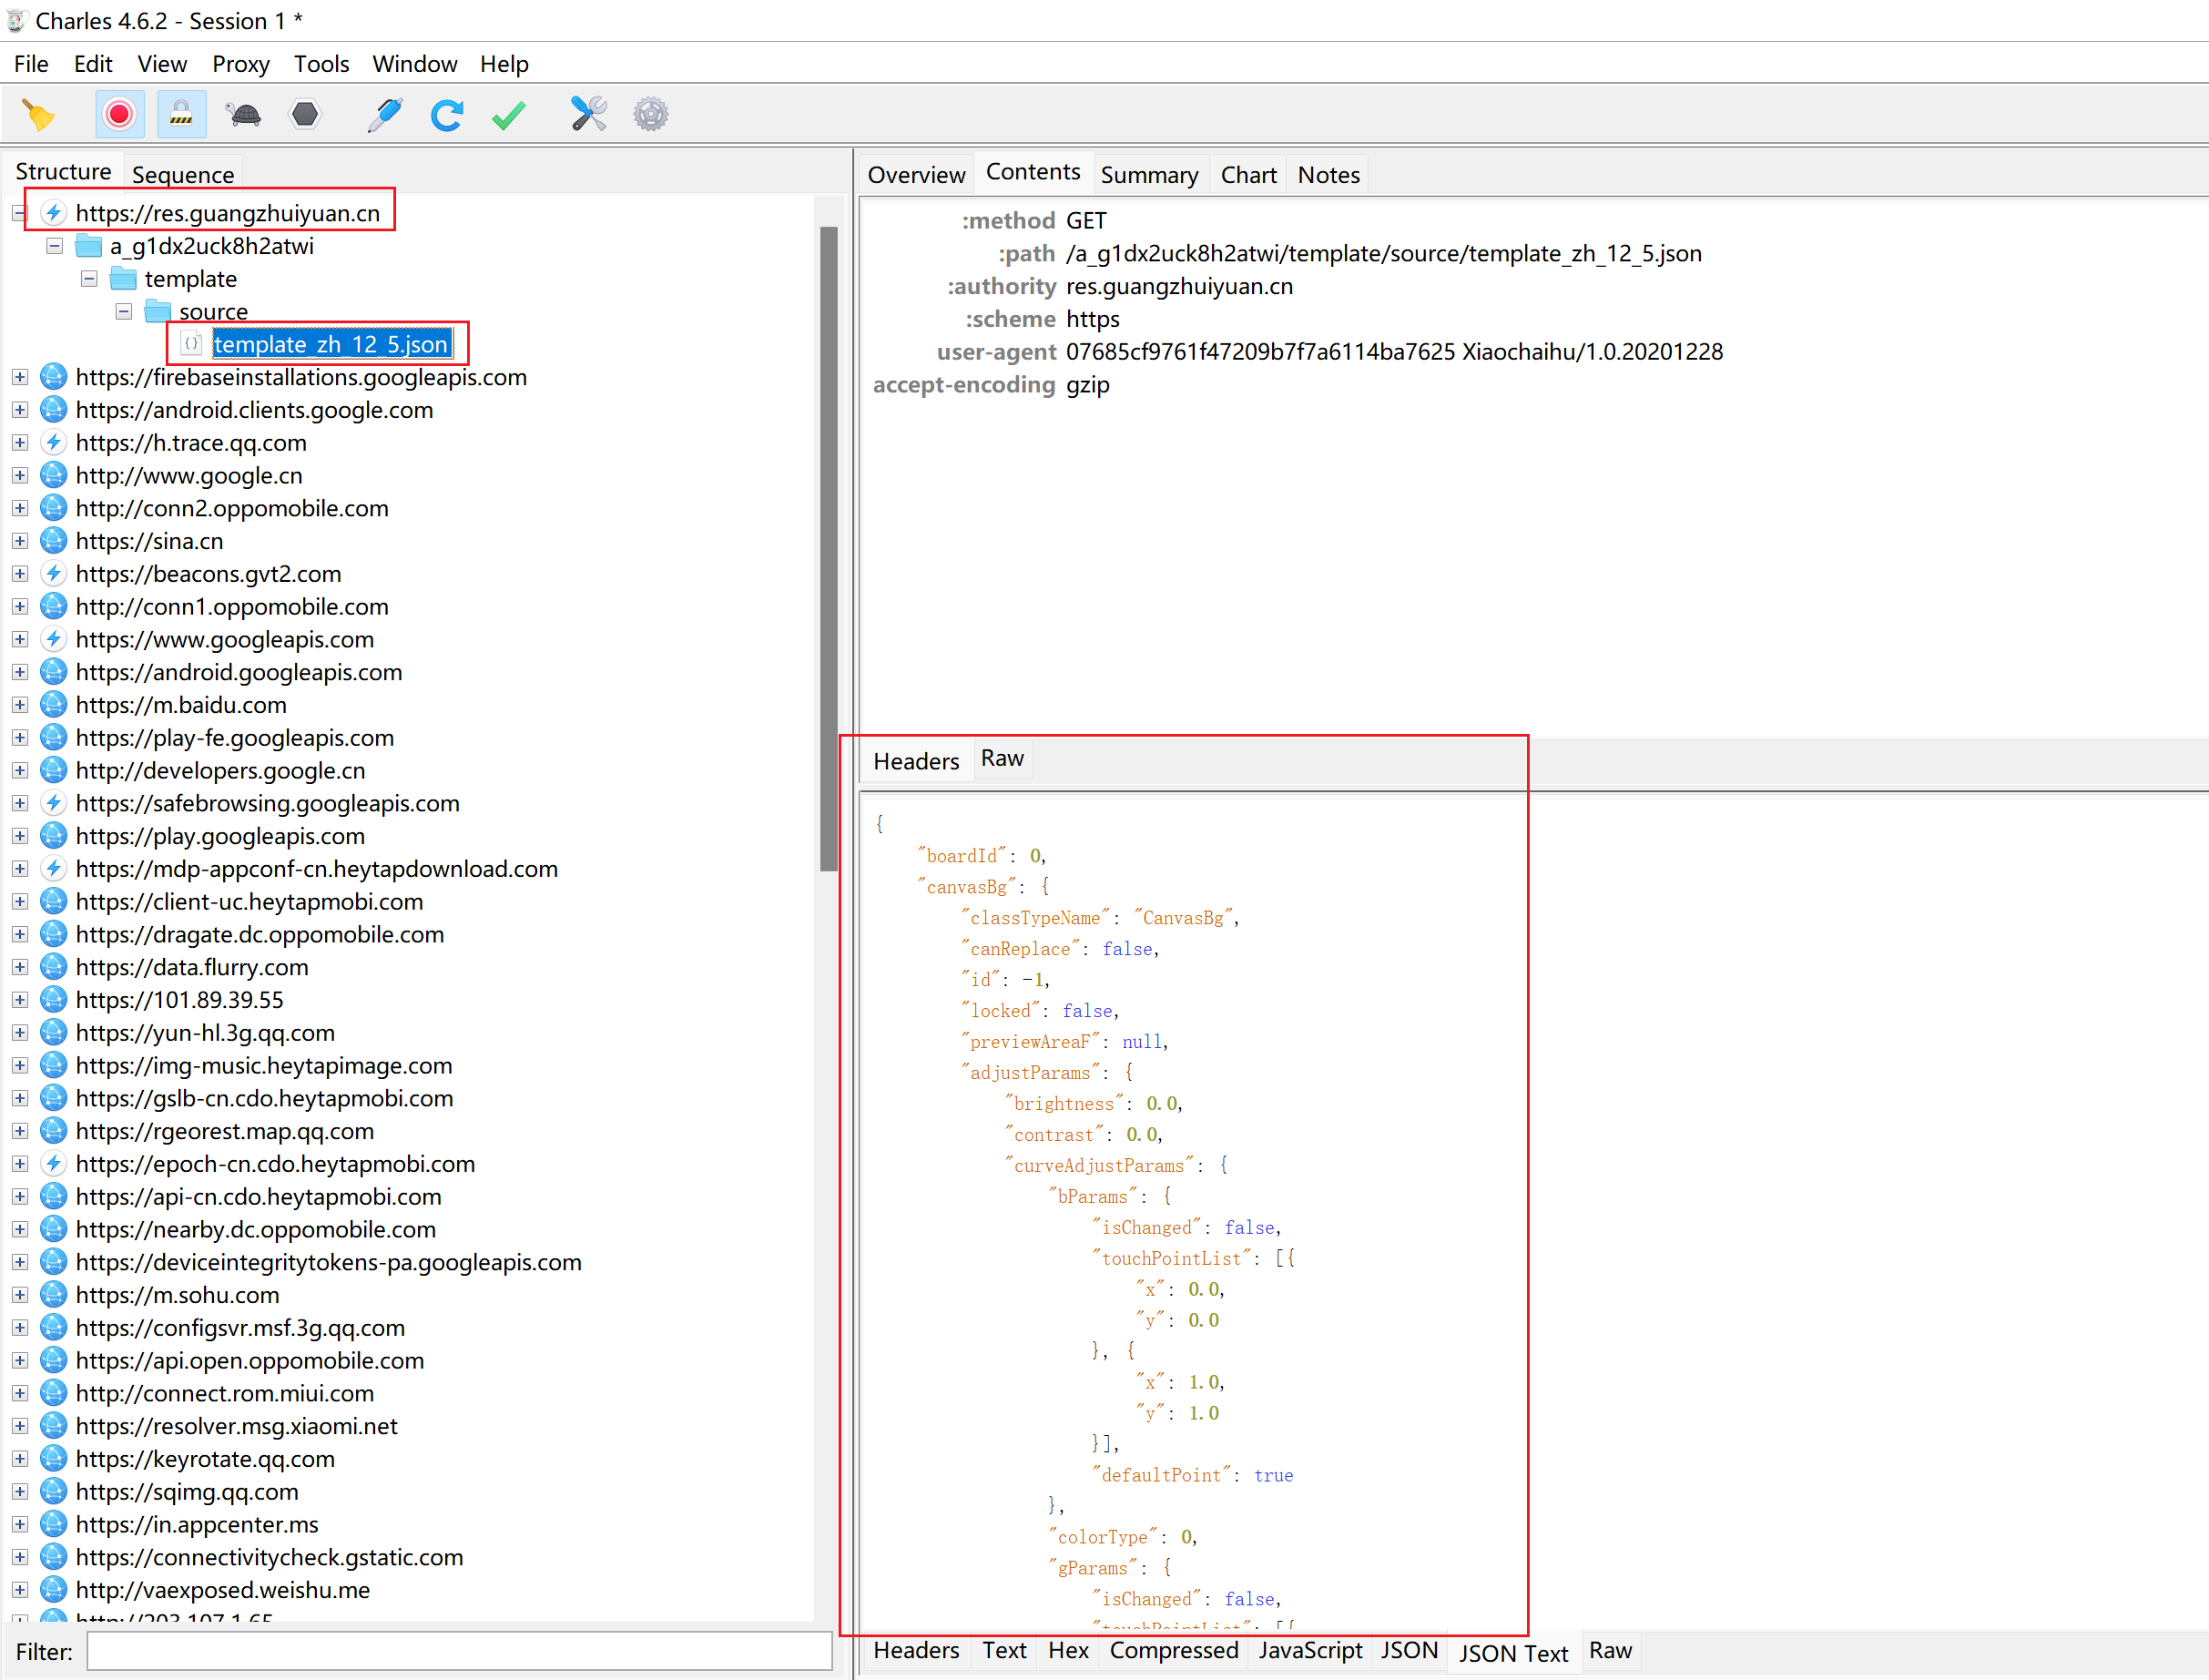 Charles 4.6.2 - Session 1 *
File Edit View Proxy Tools Window Help
Structure Sequence
https://res.guangzhuiyuan.cn
a_g1dx2uck8h2atwi
template
source
template_zh_12_5.json
https://firebaseinstallations.googleapis.com
https://android.clients.google.com
https://h.trace.qq.com
http://www.google.cn
http://conn2.oppomobile.com
https://sina.cn
https://beacons.gvt2.com
http://conn1.oppomobile.com
https://www.googleapis.com
https://android.googleapis.com
https://m.baidu.com
https://play-fe.googleapis.com
http://developers.google.cn
https://safebrowsing.googleapis.com
https://play.googleapis.com
https://mdp-appconf-cn.heytapdownload.com
https://client-uc.heytapmobi.com
https://dragate.dc.oppomobile.com
https://data.flurry.com
https://101.89.39.55
https://yun-hl.3g.qq.com
https://img-music.heytapimage.com
https://gslb-cn.cdo.heytapmobi.com
https://rgeorest.map.qq.com
https://epoch-cn.cdo.heytapmobi.com
https://api-cn.cdo.heytapmobi.com
https://nearby.dc.oppomobile.com
https://deviceintegritytokens-pa.googleapis.com
https://m.sohu.com
https://configsvr.msf.3g.qq.com
https://api.open.oppomobile.com
http://connect.rom.miui.com
https://resolver.msg.xiaomi.net
https://keyrotate.qq.com
https://sqimg.qq.com
https://in.appcenter.ms
https://connectivitycheck.gstatic.com
http://vaexposed.weishu.me
http://203.107.1.65
Filter:
Overview Contents Summary Chart Notes
:method GET
:path /a_g1dx2uck8h2atwi/template/source/template_zh_12_5.json
:authority res.guangzhuiyuan.cn
:scheme https
user-agent 07685cf9761f47209b7f7a6114ba7625 Xiaochaihu/1.0.20201228
accept-encoding gzip
Headers Raw
{
"boardId": 0,
"canvasBg": {
"classTypeName": "CanvasBg",
"canReplace": false,
"id": -1,
"locked": false,
"previewAreaF": null,
"adjustParams": {
"brightness": 0.0,
"contrast": 0.0,
"curveAdjustParams": {
"bParams": {
"isChanged": false,
"touchPointList": [{
"x": 0.0,
"y": 0.0
}, {
"x": 1.0,
"y": 1.0
}],
"defaultPoint": true
},
"colorType": 0,
"gParams": {
"isChanged": false,
"touchPointList": [{
Headers Text Hex Compressed JavaScript JSON JSON Text Raw